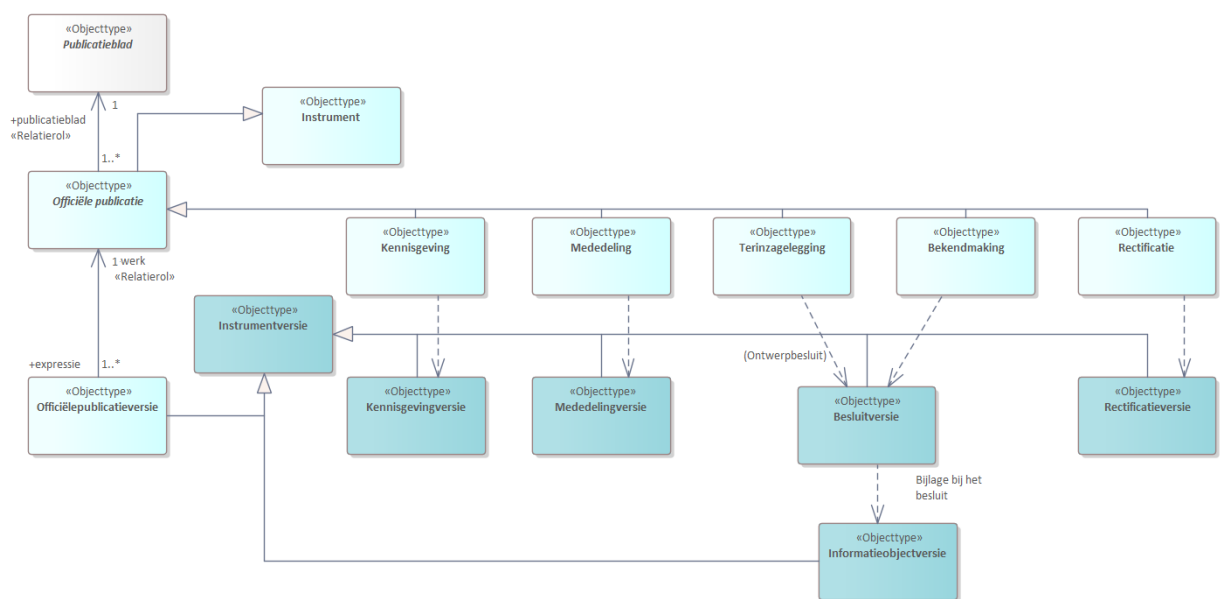 «Objecttype»
Publicatieblad
1
+publicatieblad
«Relatierol»
1..*
«Objecttype»
Instrument
«Objecttype»
Officiële publicatie
1 werk
«Relatierol»
«Objecttype»
Kennisgeving
«Objecttype»
Mededeling
«Objecttype»
Terinzagelegging
«Objecttype»
Bekendmaking
«Objecttype»
Rectificatie
«Objecttype»
Instrumentversie
(Ontwerpbesluit)
+expressie
1..*
«Objecttype»
Officiëlepublicatieversie
«Objecttype»
Kennisgevingversie
«Objecttype»
Mededelingversie
«Objecttype»
Besluitversie
«Objecttype»
Rectificatieversie
Bijlage bij het
besluit
«Objecttype»
Informatieobjectversie